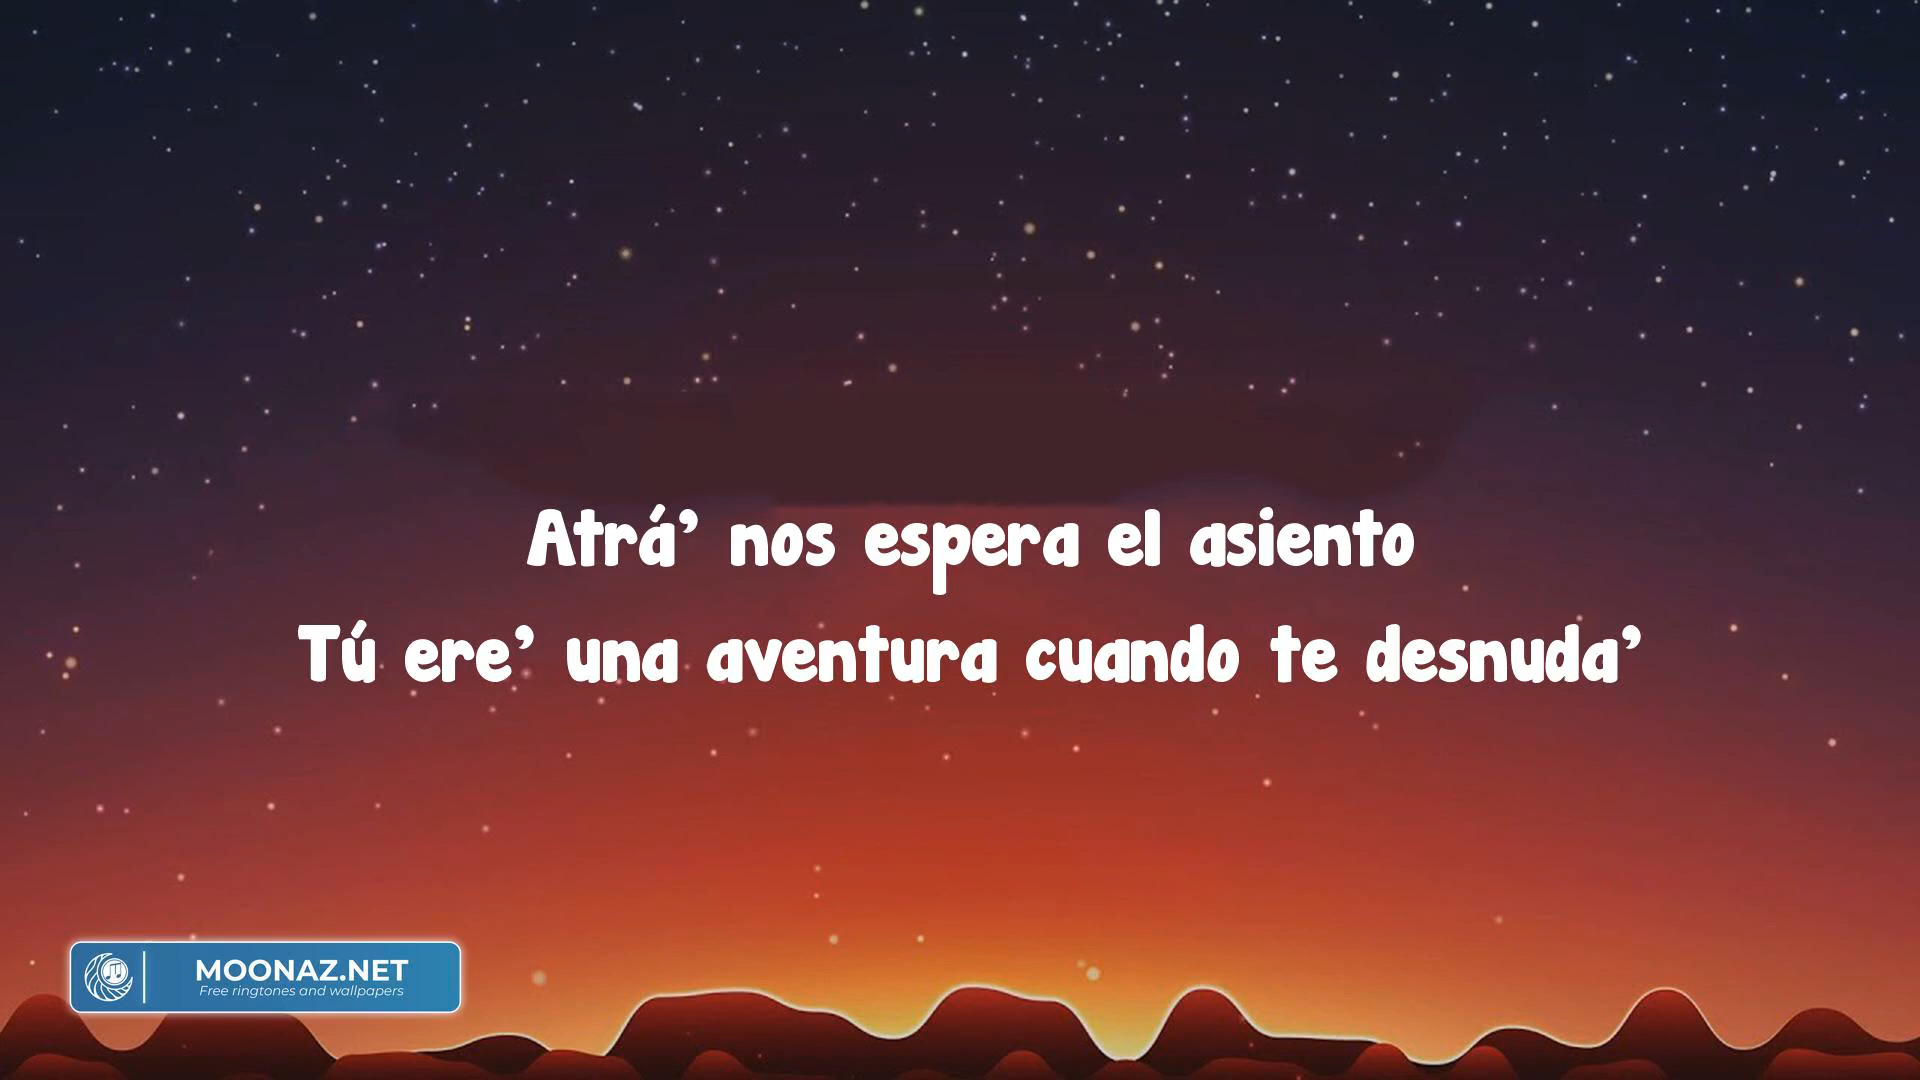 Atrá’ nos espera el asiento
Tú ere’ una aventura cuando te desnuda’
MOONAZ.NET
Free ringtones and wallpapers